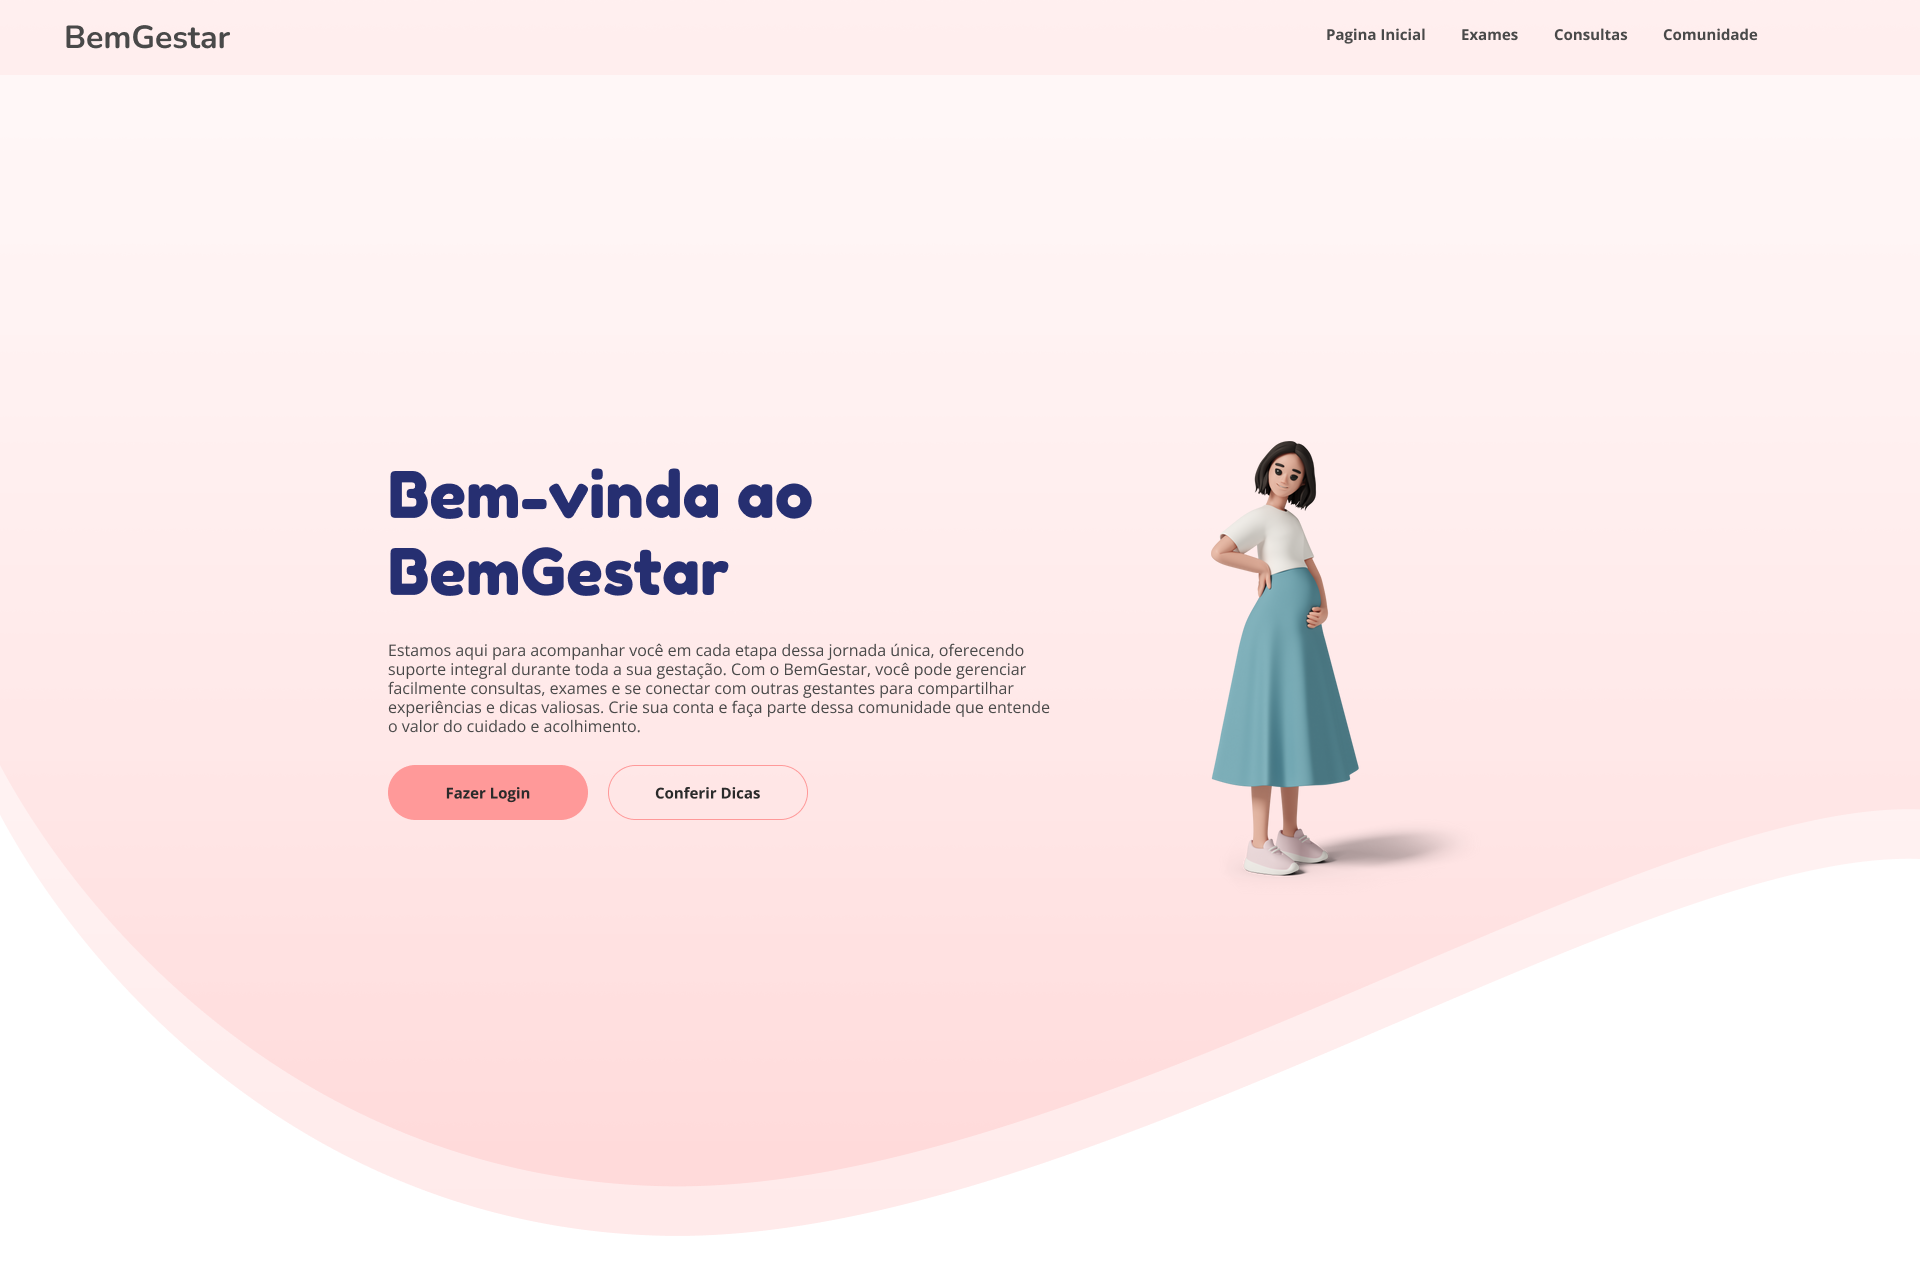 BemGestar
Pagina Inicial Exames Consultas Comunidade
Bem-vinda ao
BemGestar
Estamos aqui para acompanhar você em cada etapa dessa jornada única, oferecendo
suporte integral durante toda a sua gestação. Com o BemGestar, você pode gerenciar
facilmente consultas, exames e se conectar com outras gestantes para compartilhar
experiências e dicas valiosas. Crie sua conta e faça parte dessa comunidade que entende
o valor do cuidado e acolhimento.
Fazer Login
Conferir Dicas